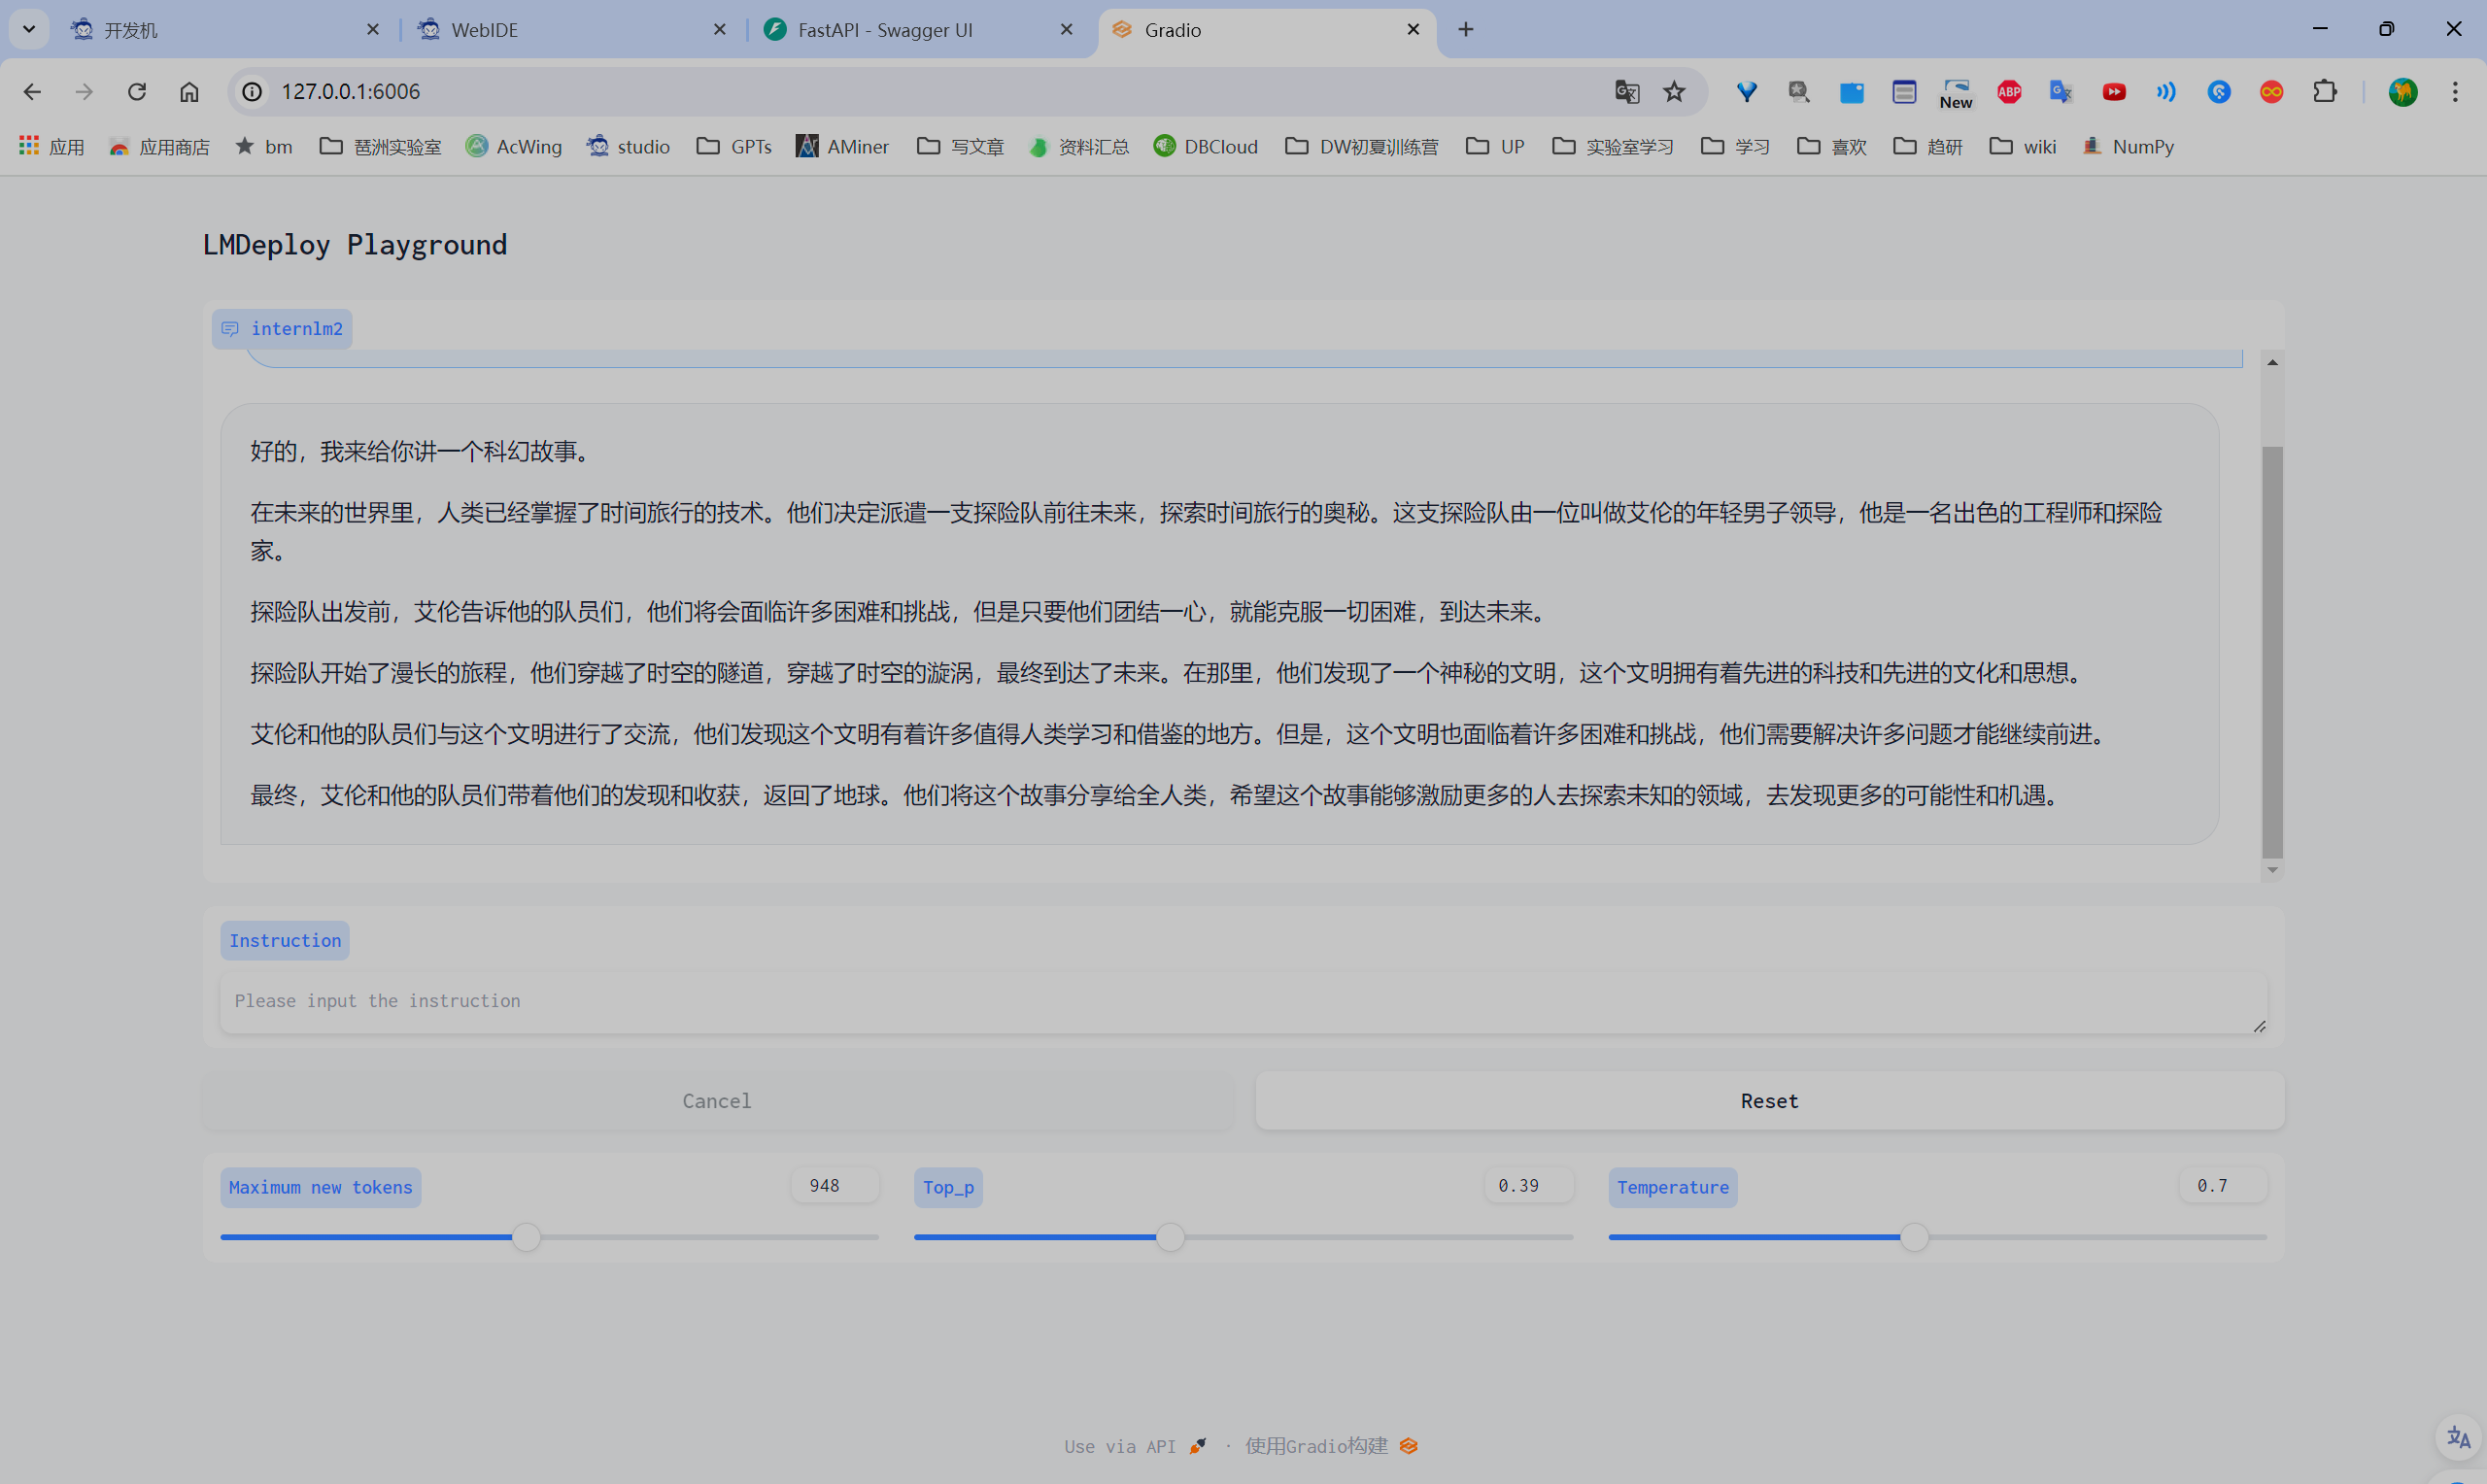 开发机
WebIDE
FastAPI - Swagger UI
Gradio
127.0.0.1:6006
New
ABP
应用
应用商店
bm
琶洲实验室
AcWing
studio
GPTs
AMiner
写文章
资料汇总
DBCloud
DW初夏训练营
UP
实验室学习
学习
喜欢
趋研
wiki
NumPy
LMDeploy Playground
internlm2
好的，我来给你讲一个科幻故事。
在未来的世界里，人类已经掌握了时间旅行的技术。他们决定派遣一支探险队前往未来，探索时间旅行的奥秘。这支探险队由一位叫做艾伦的年轻男子领导，他是一名出色的工程师和探险
家。
探险队出发前，艾伦告诉他的队员们，他们将会面临许多困难和挑战，但是只要他们团结一心，就能克服一切困难，到达未来。
探险队开始了漫长的旅程，他们穿越了时空的隧道，穿越了时空的漩涡，最终到达了未来。在那里，他们发现了一个神秘的文明，这个文明拥有着先进的科技和先进的文化和思想。
艾伦和他的队员们与这个文明进行了交流，他们发现这个文明有着许多值得人类学习和借鉴的地方。但是，这个文明也面临着许多困难和挑战，他们需要解决许多问题才能继续前进。
最终，艾伦和他的队员们带着他们的发现和收获，返回了地球。他们将这个故事分享给全人类，希望这个故事能够激励更多的人去探索未知的领域，去发现更多的可能性和机遇。
Instruction
Please input the instruction
Cancel
Reset
Maximum new tokens
948
Top_p
0.39
Temperature
0.7
Use via API · 使用Gradio构建